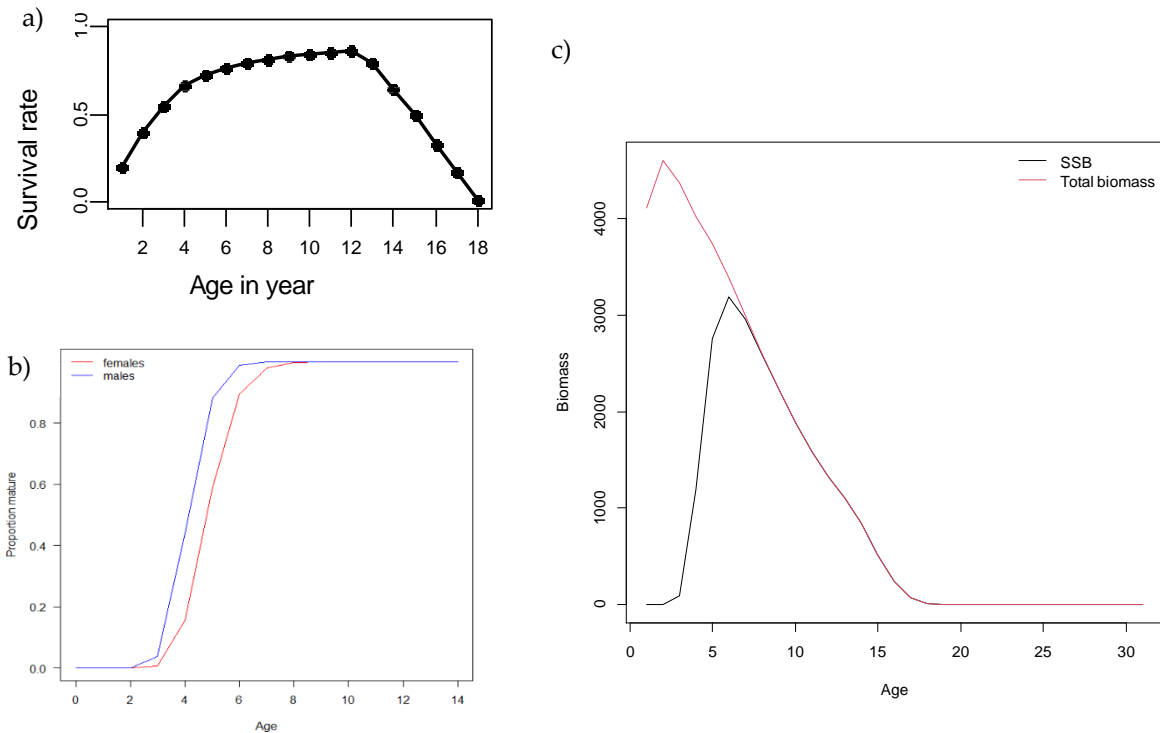 a)
Survival rate
1.0
0.5
0.0
2 4 6 8 10 12 14 16 18
Age in year
b)
females
males
Proportion mature
0.8
0.6
0.4
0.2
0.0
0 2 4 6 8 10 12 14
Age
c)
SSB
Total biomass
Biomass
4000
3000
2000
1000
0
0 5 10 15 20 25 30
Age